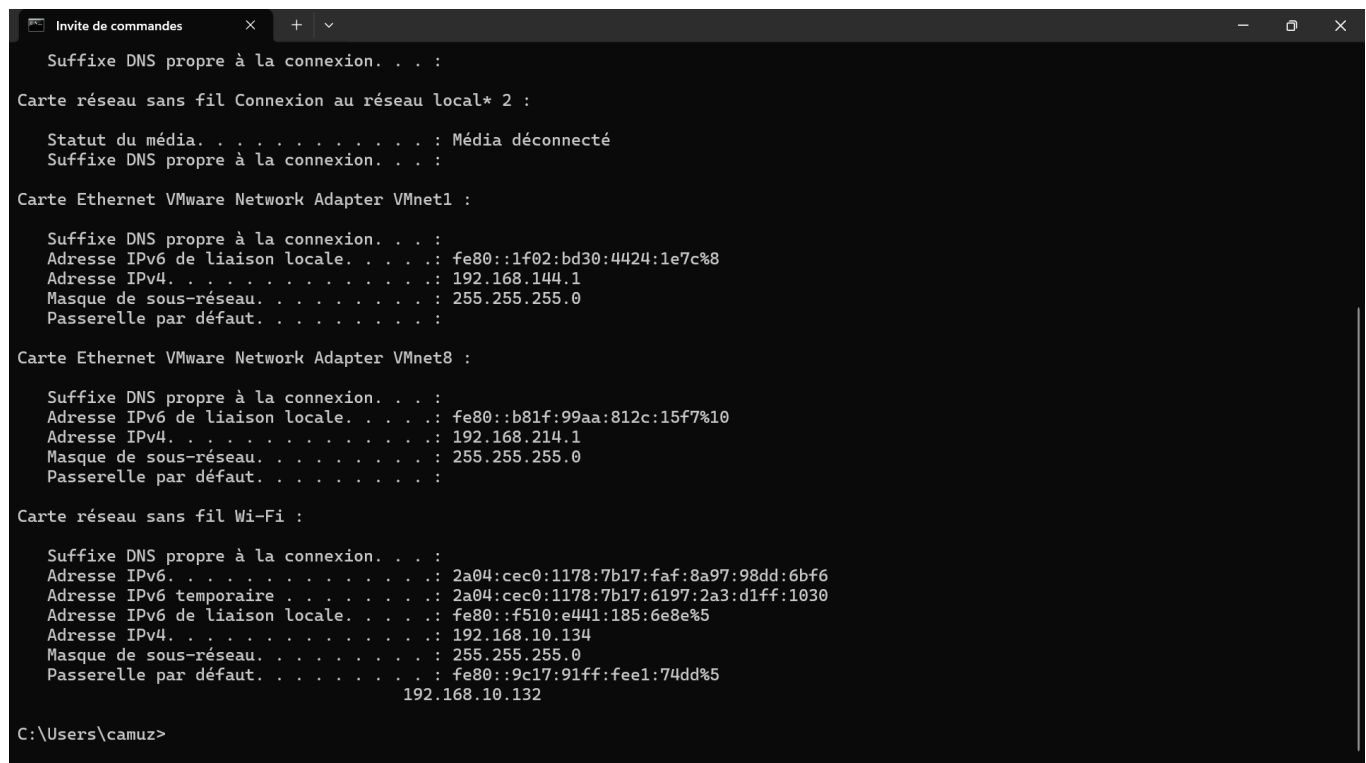 Invite de commandes
Suffixe DNS propre à la connexion. . . :
Carte réseau sans fil Connexion au réseau local* 2 :
Statut du média. . . . . . . . . . . . : Média déconnecté
Suffixe DNS propre à la connexion. . . :
Carte Ethernet VMware Network Adapter VMnet1 :
Suffixe DNS propre à la connexion. . . :
Adresse IPv6 de liaison locale. . . . .: fe80::1f02:bd30:4424:1e7c%8
Adresse IPv4. . . . . . . . . . . . . .: 192.168.144.1
Masque de sous-réseau. . . . . . . . . : 255.255.255.0
Passerelle par défaut. . . . . . . . . :
Carte Ethernet VMware Network Adapter VMnet8 :
Suffixe DNS propre à la connexion. . . :
Adresse IPv6 de liaison locale. . . . .: fe80::b81f:99aa:812c:15f7%10
Adresse IPv4. . . . . . . . . . . . . .: 192.168.214.1
Masque de sous-réseau. . . . . . . . . : 255.255.255.0
Passerelle par défaut. . . . . . . . . :
Carte réseau sans fil Wi-Fi :
Suffixe DNS propre à la connexion. . . :
Adresse IPv6. . . . . . . . . . . . . .: 2a04:cec0:1178:7b17:faf:8a97:98dd:6bf6
Adresse IPv6 temporaire . . . . . . . .: 2a04:cec0:1178:7b17:6197:2a3:d1ff:1030
Adresse IPv6 de liaison locale. . . . .: fe80::f510:e441:185:6e8e%5
Adresse IPv4. . . . . . . . . . . . . .: 192.168.10.134
Masque de sous-réseau. . . . . . . . . : 255.255.255.0
Passerelle par défaut. . . . . . . . . : fe80::9c17:91ff:fee1:74dd%5
192.168.10.132
C:\Users\camuz>